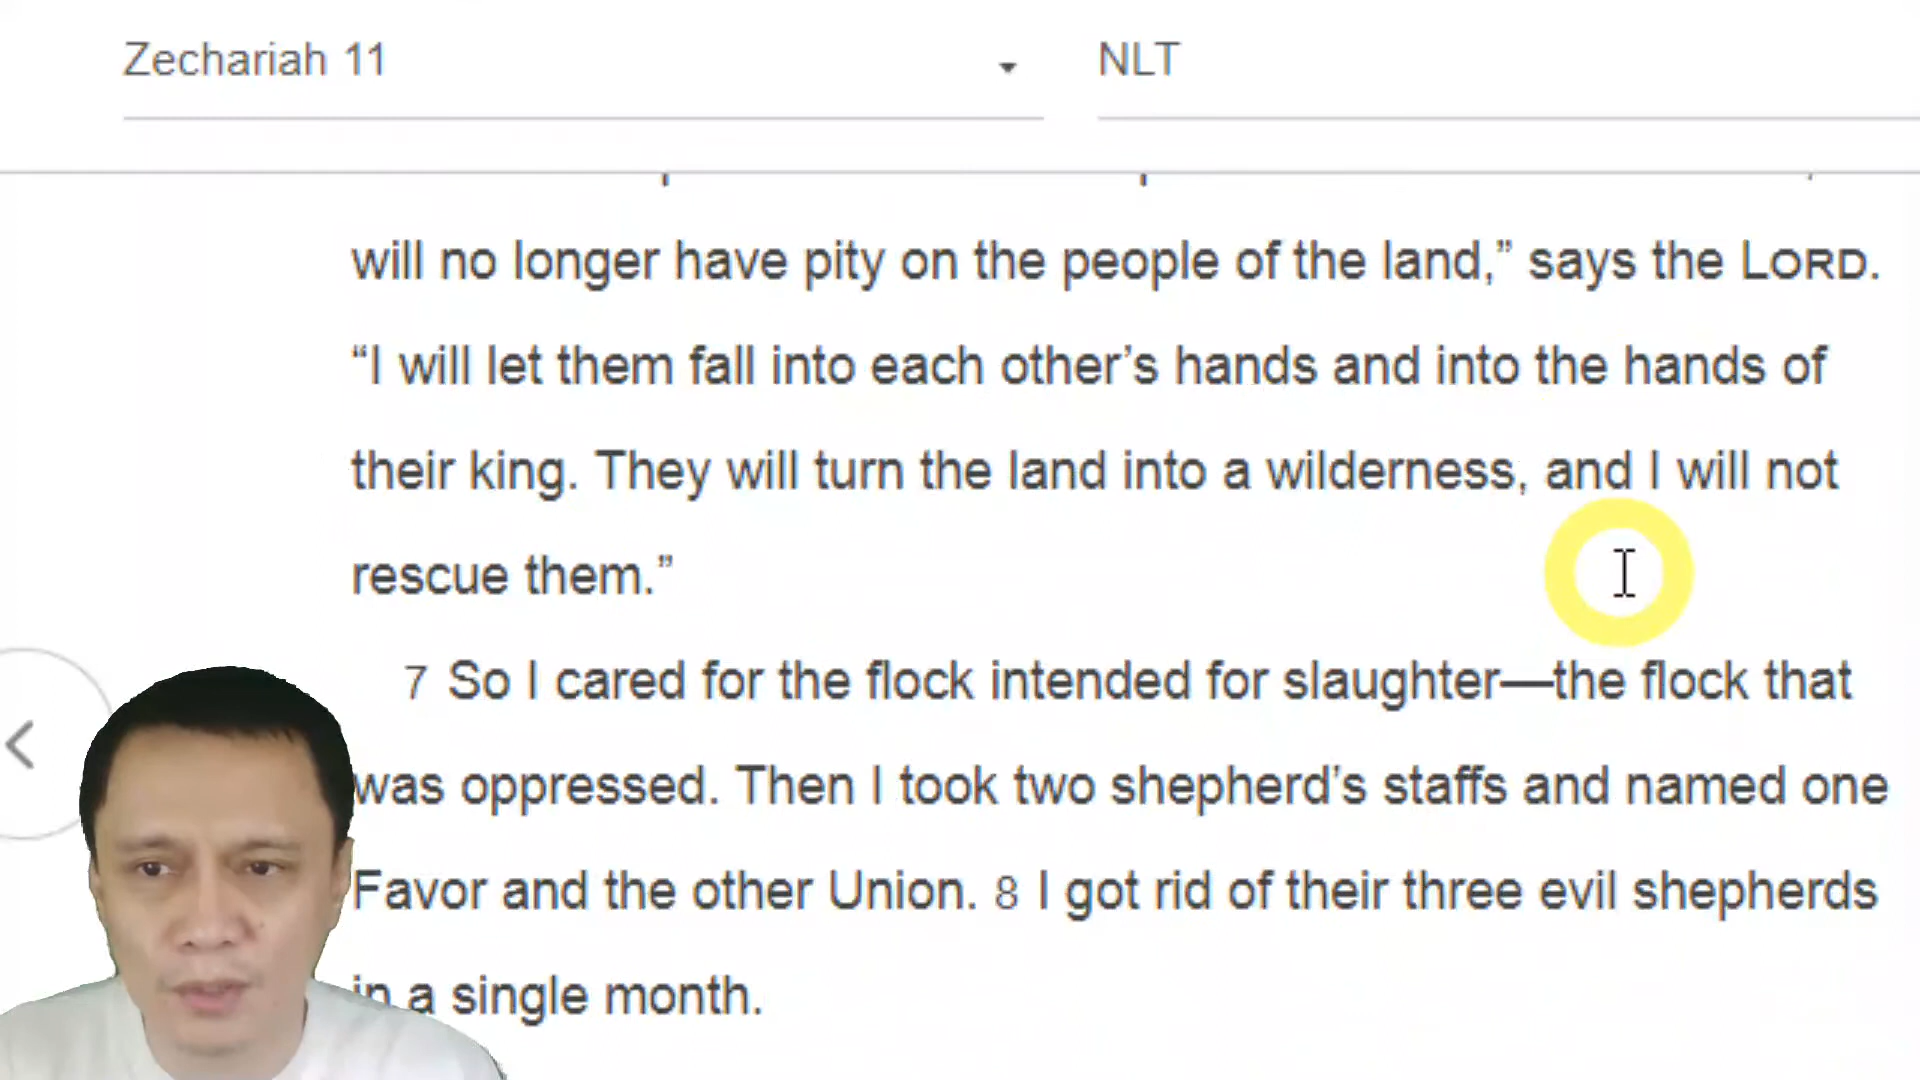 Zechariah 11
NLT
will no longer have pity on the people of the land,” says the LORD.
“I will let them fall into each other’s hands and into the hands of
their king. They will turn the land into a wilderness, and I will not
rescue them.”
7 So I cared for the flock intended for slaughter—the flock that
was oppressed. Then I took two shepherd’s staffs and named one
Favor and the other Union. 8 I got rid of their three evil shepherds
in a single month.